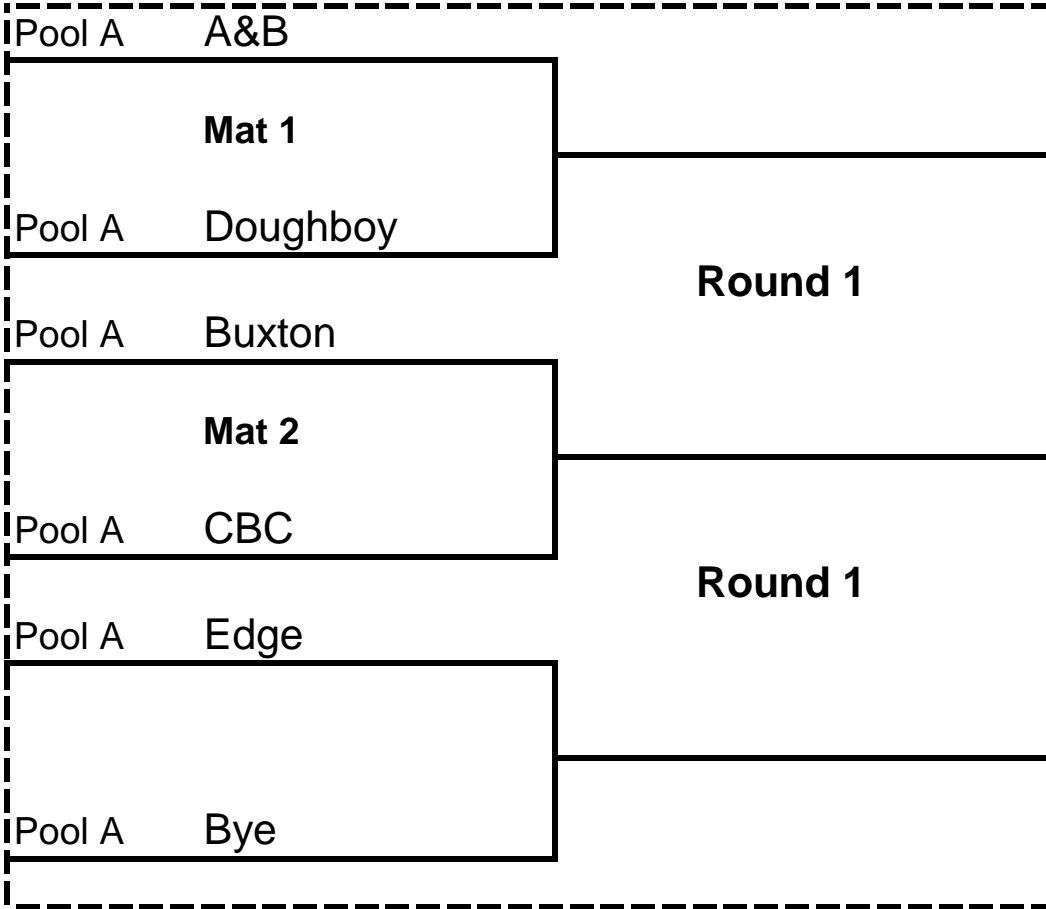 Pool A A&B
Mat 1
Pool A Doughboy
Round 1
Pool A Buxton
Mat 2
Pool A CBC
Round 1
Pool A Edge
Pool A Bye